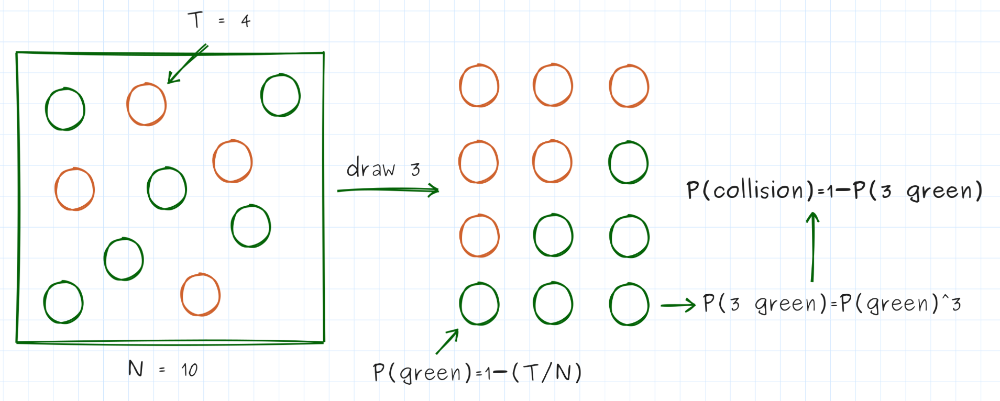 T = 4
draw 3
P(collision)=1-P(3 green)
P(3 green)=P(green)^3
N = 10
P(green)=1-(T/N)